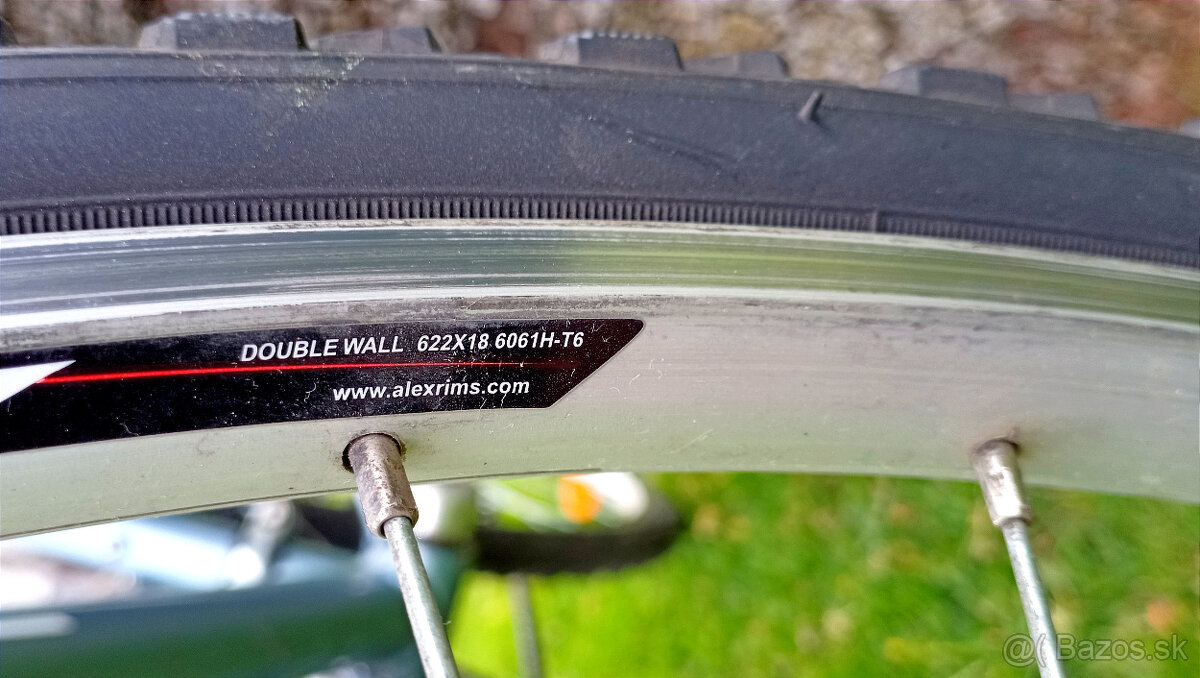 DOUBLE WALL 622X18 6061H-T6
www.alexrims.com
@( Bazos.sk